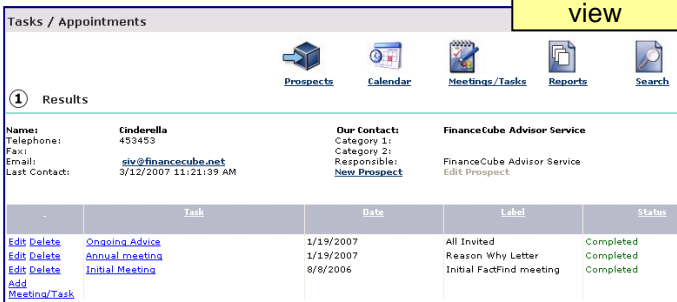 view
Tasks / Appointments
Prospects Calendar Meetings/Tasks Reports Search
1 Results
Name: Cinderella Our Contact: FinanceCube Advisor Service
Telephone: 453453 Category 1:
Fax: Category 2:
Email: siv@financecube.net Responsible: FinanceCube Advisor Service
Last Contact: 3/12/2007 11:21:39 AM New Prospect Edit Prospect
- Task Date Label Status
Edit Delete Ongoing Advice 1/19/2007 All Invited Completed
Edit Delete Annual meeting 1/19/2007 Reason Why Letter Completed
Edit Delete Initial Meeting 8/8/2006 Initial FactFind meeting Completed
Add
Meeting/Task